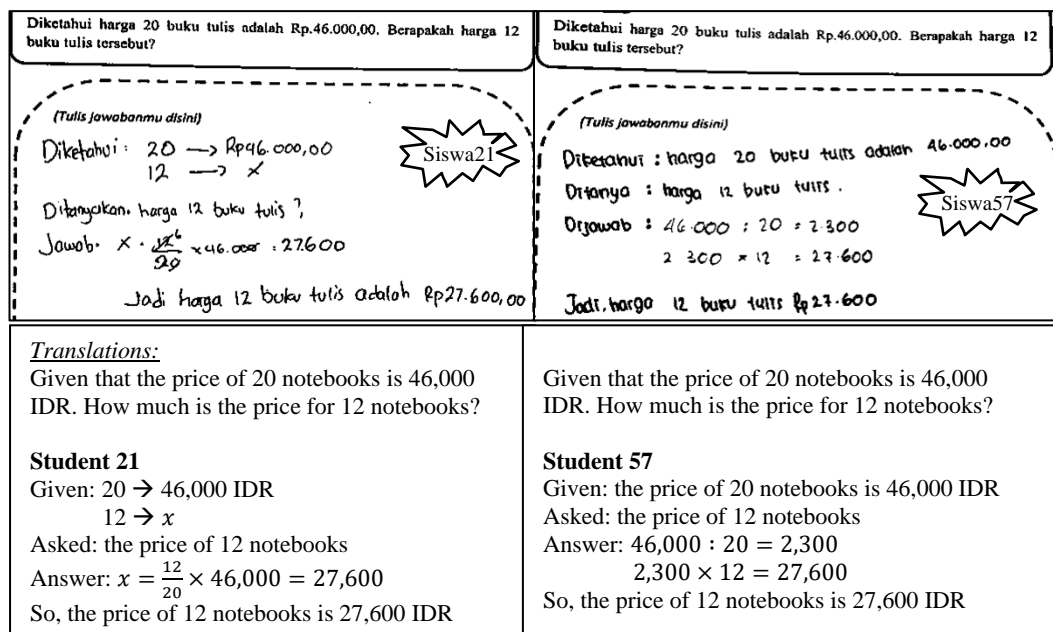 Diketahui harga 20 buku tulis adalah Rp.46.000,00. Berapakah harga 12
buku tulis tersebut?
(Tulis jawabanmu disini)
Siswa21
Diketahui : 20 → Rp46.000,00
12 → x
Ditanyakan. harga 12 buku tulis ?
Jawab. x . 12⁶/20 x 46.000 : 27.600
Jadi harga 12 buku tulis adalah Rp27.600,00
Diketahui harga 20 buku tulis adalah Rp.46.000,00. Berapakah harga 12
buku tulis tersebut?
(Tulis jawabanmu disini)
Siswa57
Diketahui : harga 20 buku tulis adalah 46.000,00
Ditanya : harga 12 buku tulis .
Dijawab : 46.000 : 20 = 2.300
2 300 × 12 = 27.600
Jadi, harga 12 buku tulis Rp 27.600
Translations:
Given that the price of 20 notebooks is 46,000
IDR. How much is the price for 12 notebooks?
Student 21
Given: 20 → 46,000 IDR
12 → x
Asked: the price of 12 notebooks
Answer: x = 12/20 × 46,000 = 27,600
So, the price of 12 notebooks is 27,600 IDR
Given that the price of 20 notebooks is 46,000
IDR. How much is the price for 12 notebooks?
Student 57
Given: the price of 20 notebooks is 46,000 IDR
Asked: the price of 12 notebooks
Answer: 46,000 : 20 = 2,300
2,300 × 12 = 27,600
So, the price of 12 notebooks is 27,600 IDR